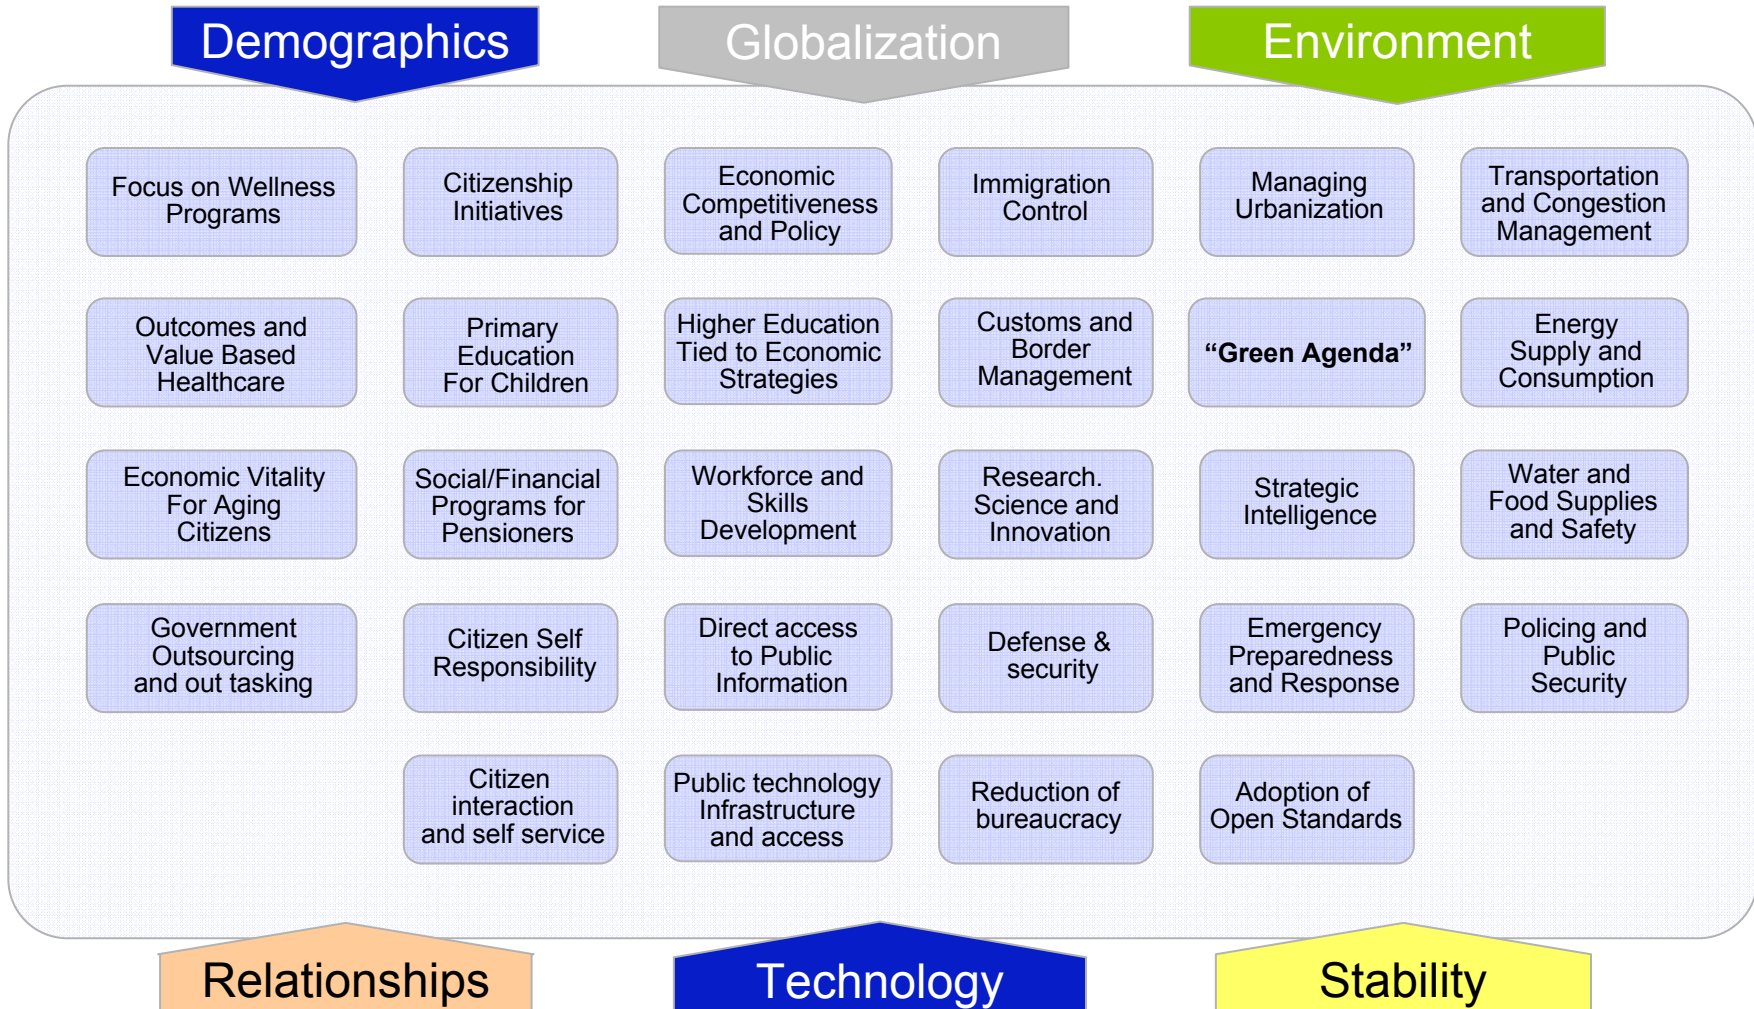 Demographics
Globalization
Environment
Focus on Wellness
Programs
Citizenship
Initiatives
Economic
Competitiveness
and Policy
Immigration
Control
Managing
Urbanization
Transportation
and Congestion
Management
Outcomes and
Value Based
Healthcare
Primary
Education
For Children
Higher Education
Tied to Economic
Strategies
Customs and
Border
Management
“Green Agenda”
Energy
Supply and
Consumption
Economic Vitality
For Aging
Citizens
Social/Financial
Programs for
Pensioners
Workforce and
Skills
Development
Research.
Science and
Innovation
Strategic
Intelligence
Water and
Food Supplies
and Safety
Government
Outsourcing
and out tasking
Citizen Self
Responsibility
Direct access
to Public
Information
Defense &
security
Emergency
Preparedness
and Response
Policing and
Public
Security
Citizen
interaction
and self service
Public technology
Infrastructure
and access
Reduction of
bureaucracy
Adoption of
Open Standards
Relationships
Technology
Stability